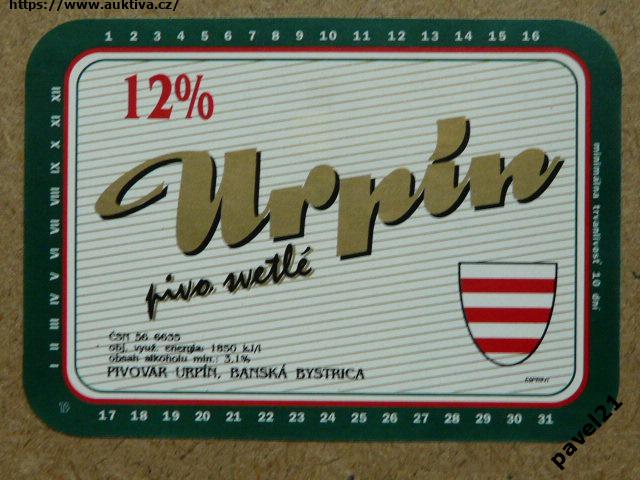 https://www.auktiva.cz/
1 2 3 4 5 6 7 8 9 10 11 12 13 14 15 16
I II III IV V VI VII VIII IX X XI XII
12%
Urpín
pivo svetlé
minimálna trvanlivosť 10 dní
ČSN 56 6635
obj. využ. energia: 1850 kJ/l
obsah alkoholu min.: 3,1%
PIVOVAR URPÍN, BANSKÁ BYSTRICA
17 18 19 20 21 22 23 24 25 26 27 28 29 30 31
pavel21